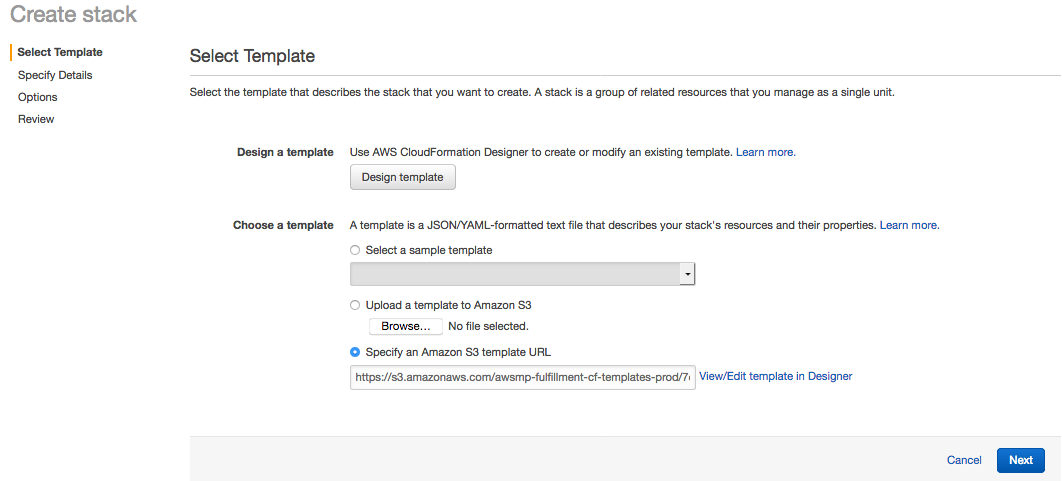 Create stack
Select Template
Specify Details
Options
Review
Select Template
Select the template that describes the stack that you want to create. A stack is a group of related resources that you manage as a single unit.
Design a template
Use AWS CloudFormation Designer to create or modify an existing template. Learn more.
Design template
Choose a template
A template is a JSON/YAML-formatted text file that describes your stack's resources and their properties. Learn more.
Select a sample template
Upload a template to Amazon S3
Browse... No file selected.
Specify an Amazon S3 template URL
https://s3.amazonaws.com/awsmp-fulfillment-cf-templates-prod/7 View/Edit template in Designer
Cancel Next